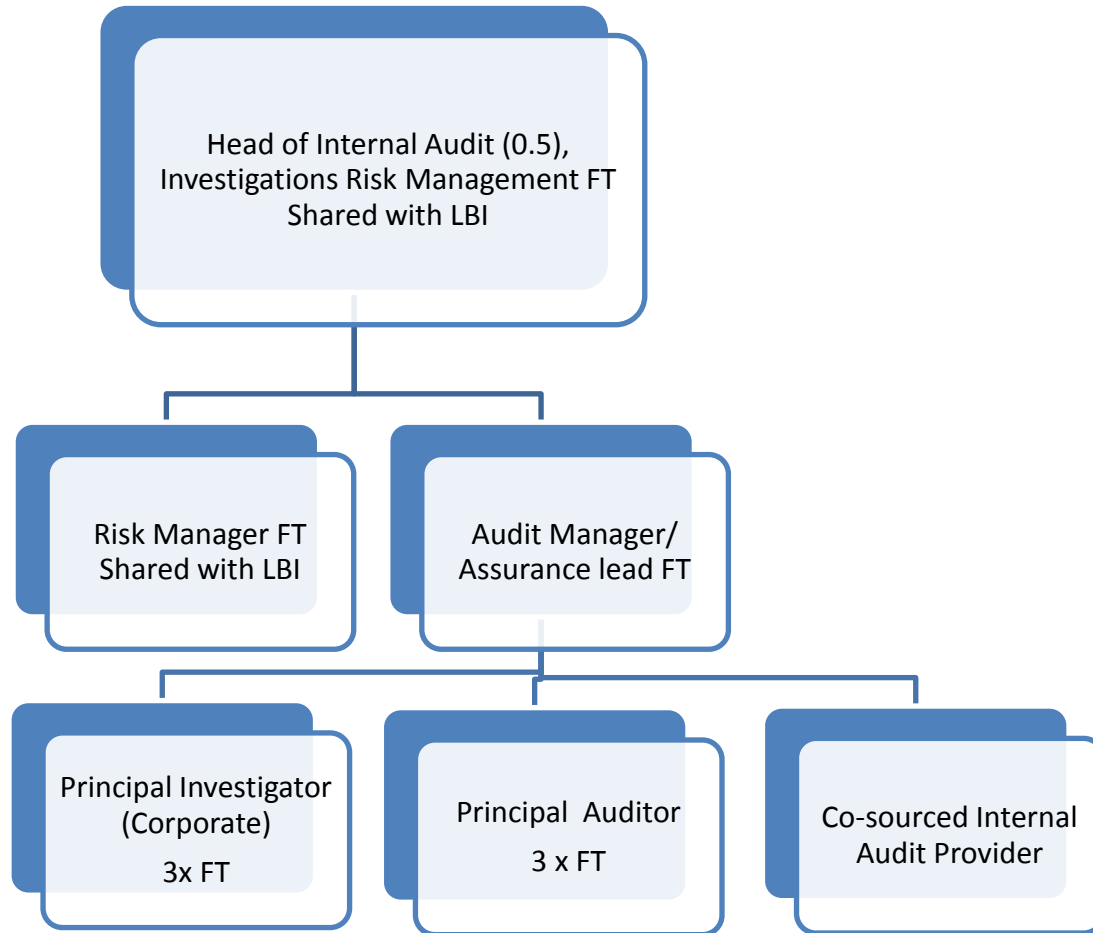 Head of Internal Audit (0.5),
Investigations Risk Management FT
Shared with LBI
Risk Manager FT
Shared with LBI
Audit Manager/
Assurance lead FT
Principal Investigator
(Corporate)
3x FT
Principal  Auditor
3 x FT
Co-sourced Internal
Audit Provider